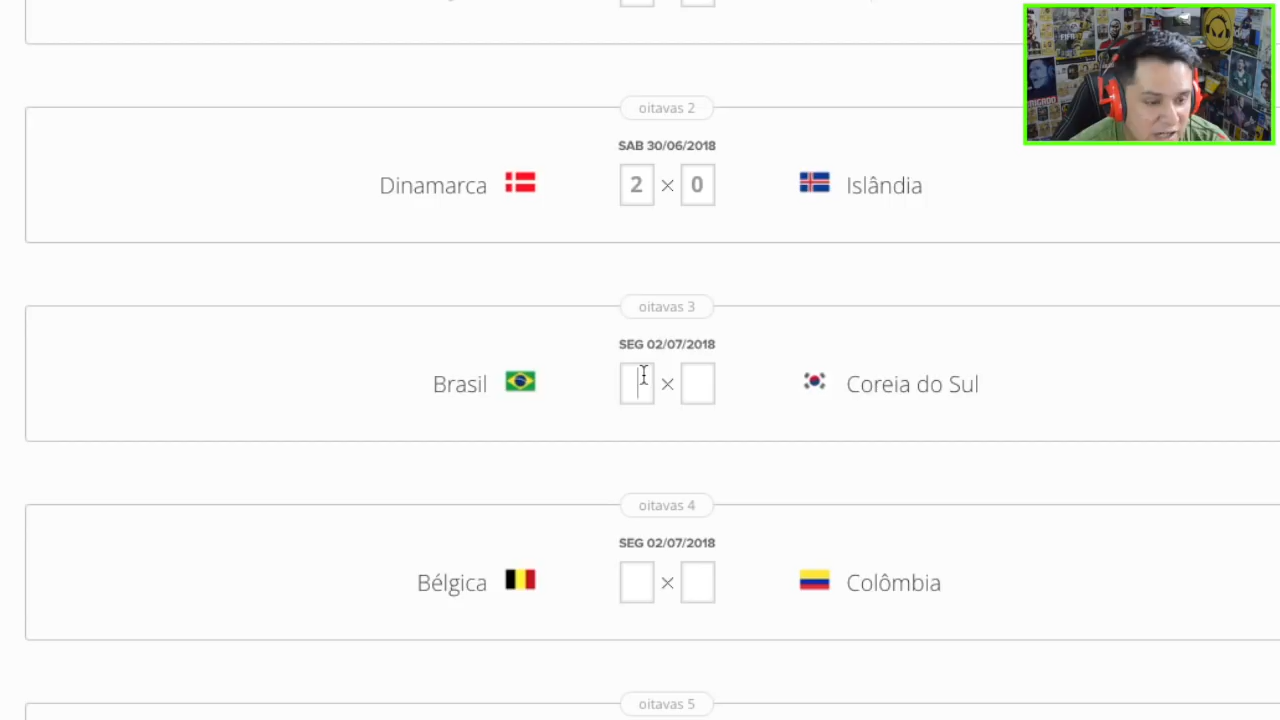 oitavas 2
SAB 30/06/2018
Dinamarca 2 × 0 Islândia
oitavas 3
SEG 02/07/2018
Brasil × Coreia do Sul
oitavas 4
SEG 02/07/2018
Bélgica × Colômbia
oitavas 5